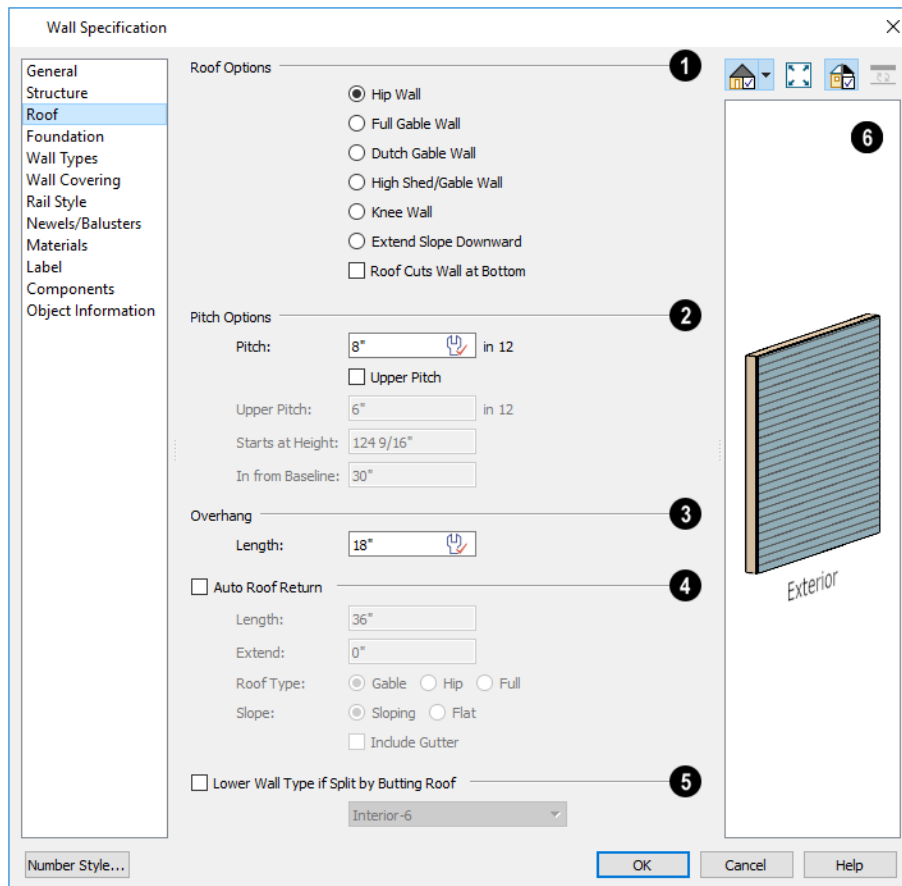 Wall Specification
General
Structure
Roof
Foundation
Wall Types
Wall Covering
Rail Style
Newels/Balusters
Materials
Label
Components
Object Information
Roof Options
1
Hip Wall
Full Gable Wall
Dutch Gable Wall
High Shed/Gable Wall
Knee Wall
Extend Slope Downward
Roof Cuts Wall at Bottom
Pitch Options
2
Pitch: 8" in 12
Upper Pitch
Upper Pitch: 6" in 12
Starts at Height: 124 9/16"
In from Baseline: 30"
Overhang
3
Length: 18"
Auto Roof Return
4
Length: 36"
Extend: 0"
Roof Type: Gable Hip Full
Slope: Sloping Flat
Include Gutter
Lower Wall Type if Split by Butting Roof
5
Interior-6
6
Exterior
Number Style...
OK
Cancel
Help